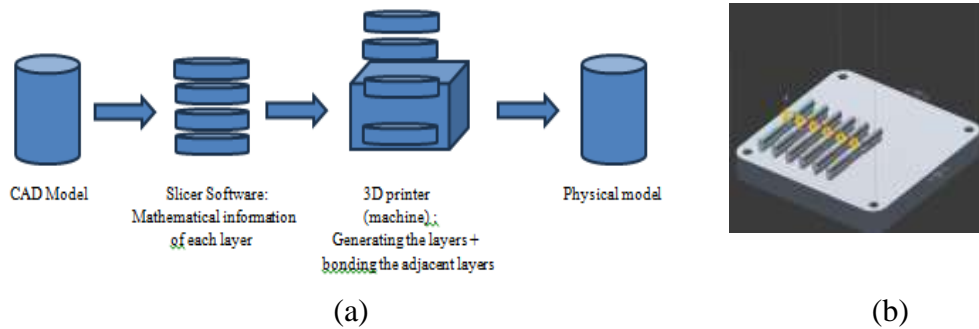 CAD Model
Slicer Software:
Mathematical information
of each layer
3D printer
(machine) ;
Generating the layers +
bonding the adjacent layers
Physical model
(a)
(b)